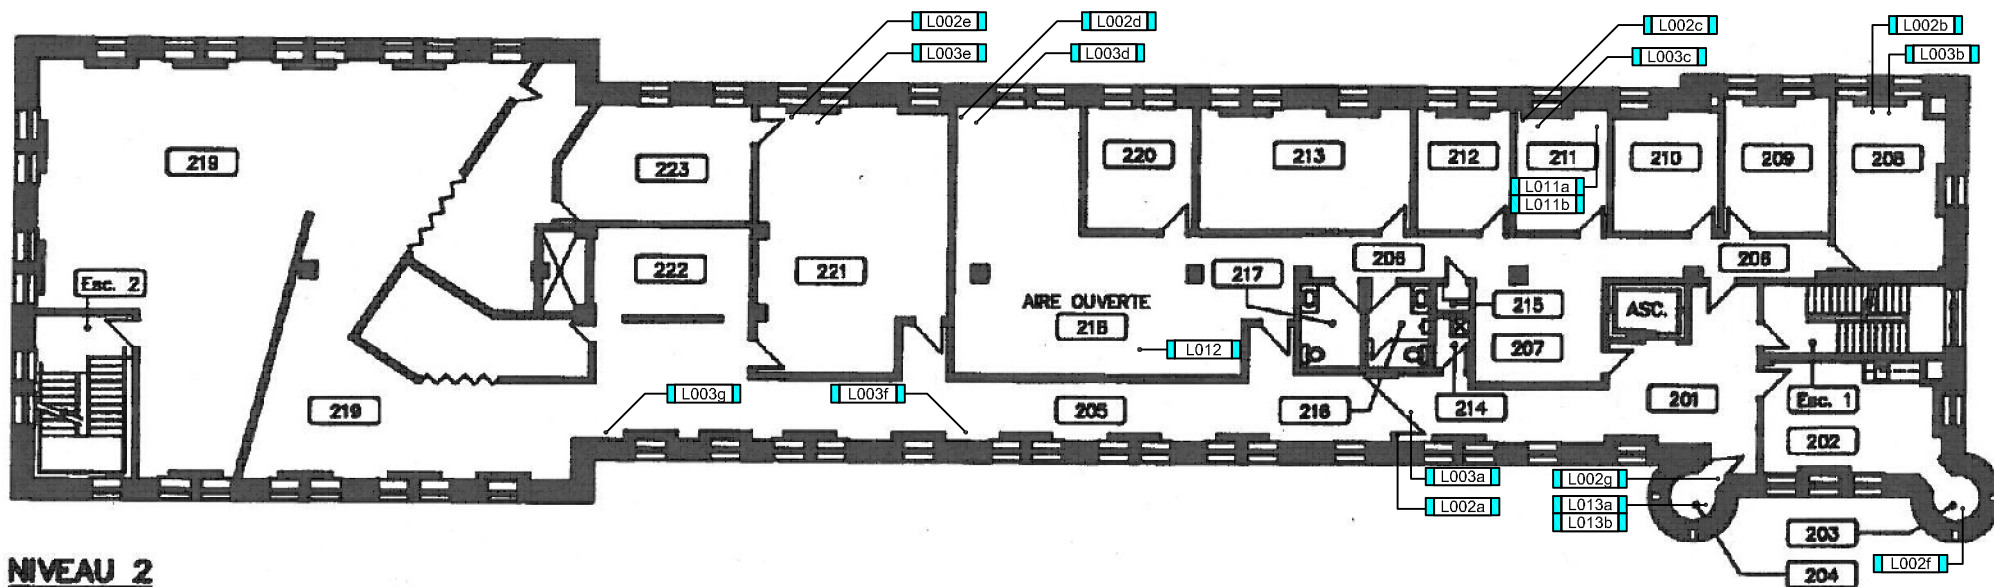 L002e
L002d
L002c
L002b
L003e
L003d
L003c
L003b
219
223
220
213
212
211
210
209
208
L011a
L011b
Esc. 2
222
221
217
206
206
AIRE OUVERTE
218
215
ASC.
L012
207
L003g
L003f
219
205
216
214
201
Esc. 1
202
L003a
L002g
L002a
L013a
L013b
203
L002f
204
NIVEAU 2